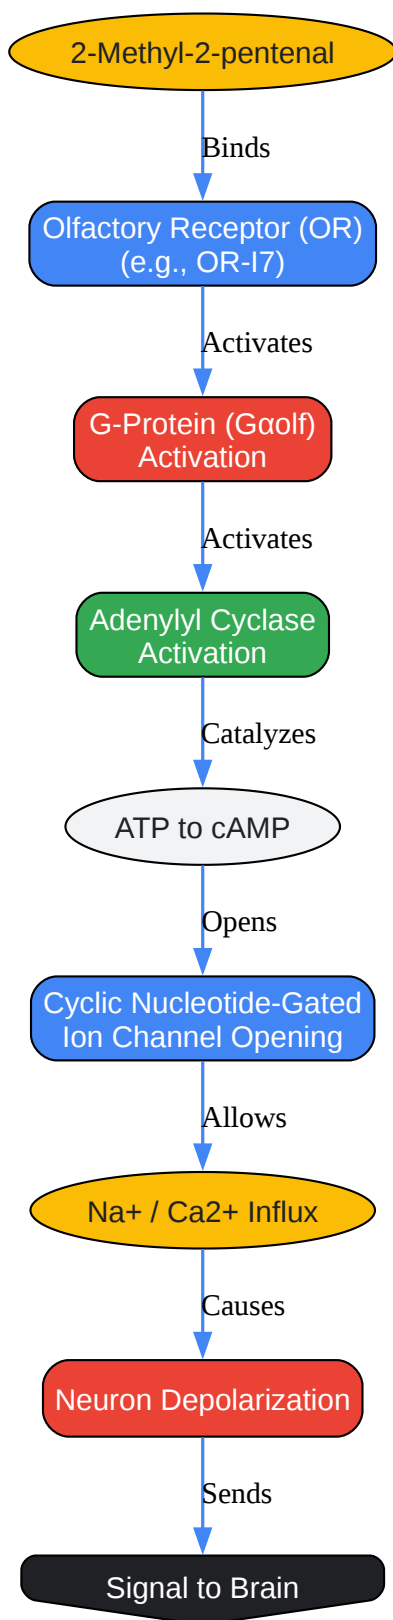 2-Methyl-2-pentenal
Binds
Olfactory Receptor (OR)
(e.g., OR-I7)
Activates
G-Protein (Gαolf)
Activation
Activates
Adenylyl Cyclase
Activation
Catalyzes
ATP to cAMP
Opens
Cyclic Nucleotide-Gated
Ion Channel Opening
Allows
Na+ / Ca2+ Influx
Causes
Neuron Depolarization
Sends
Signal to Brain